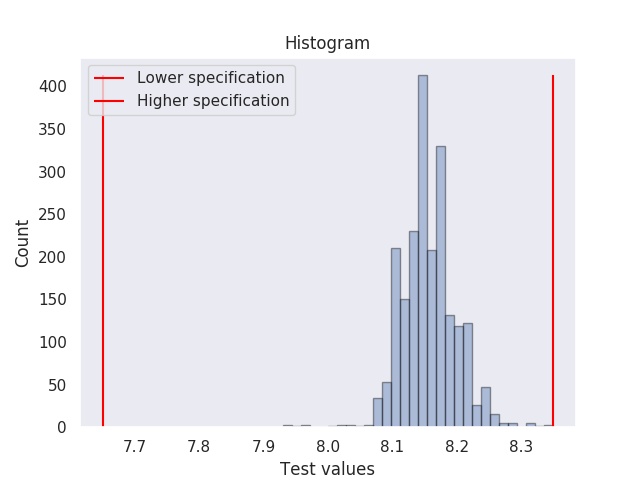 Histogram
Lower specification
Higher specification
Count
400
350
300
250
200
150
100
50
0
7.7 7.8 7.9 8.0 8.1 8.2 8.3
Test values